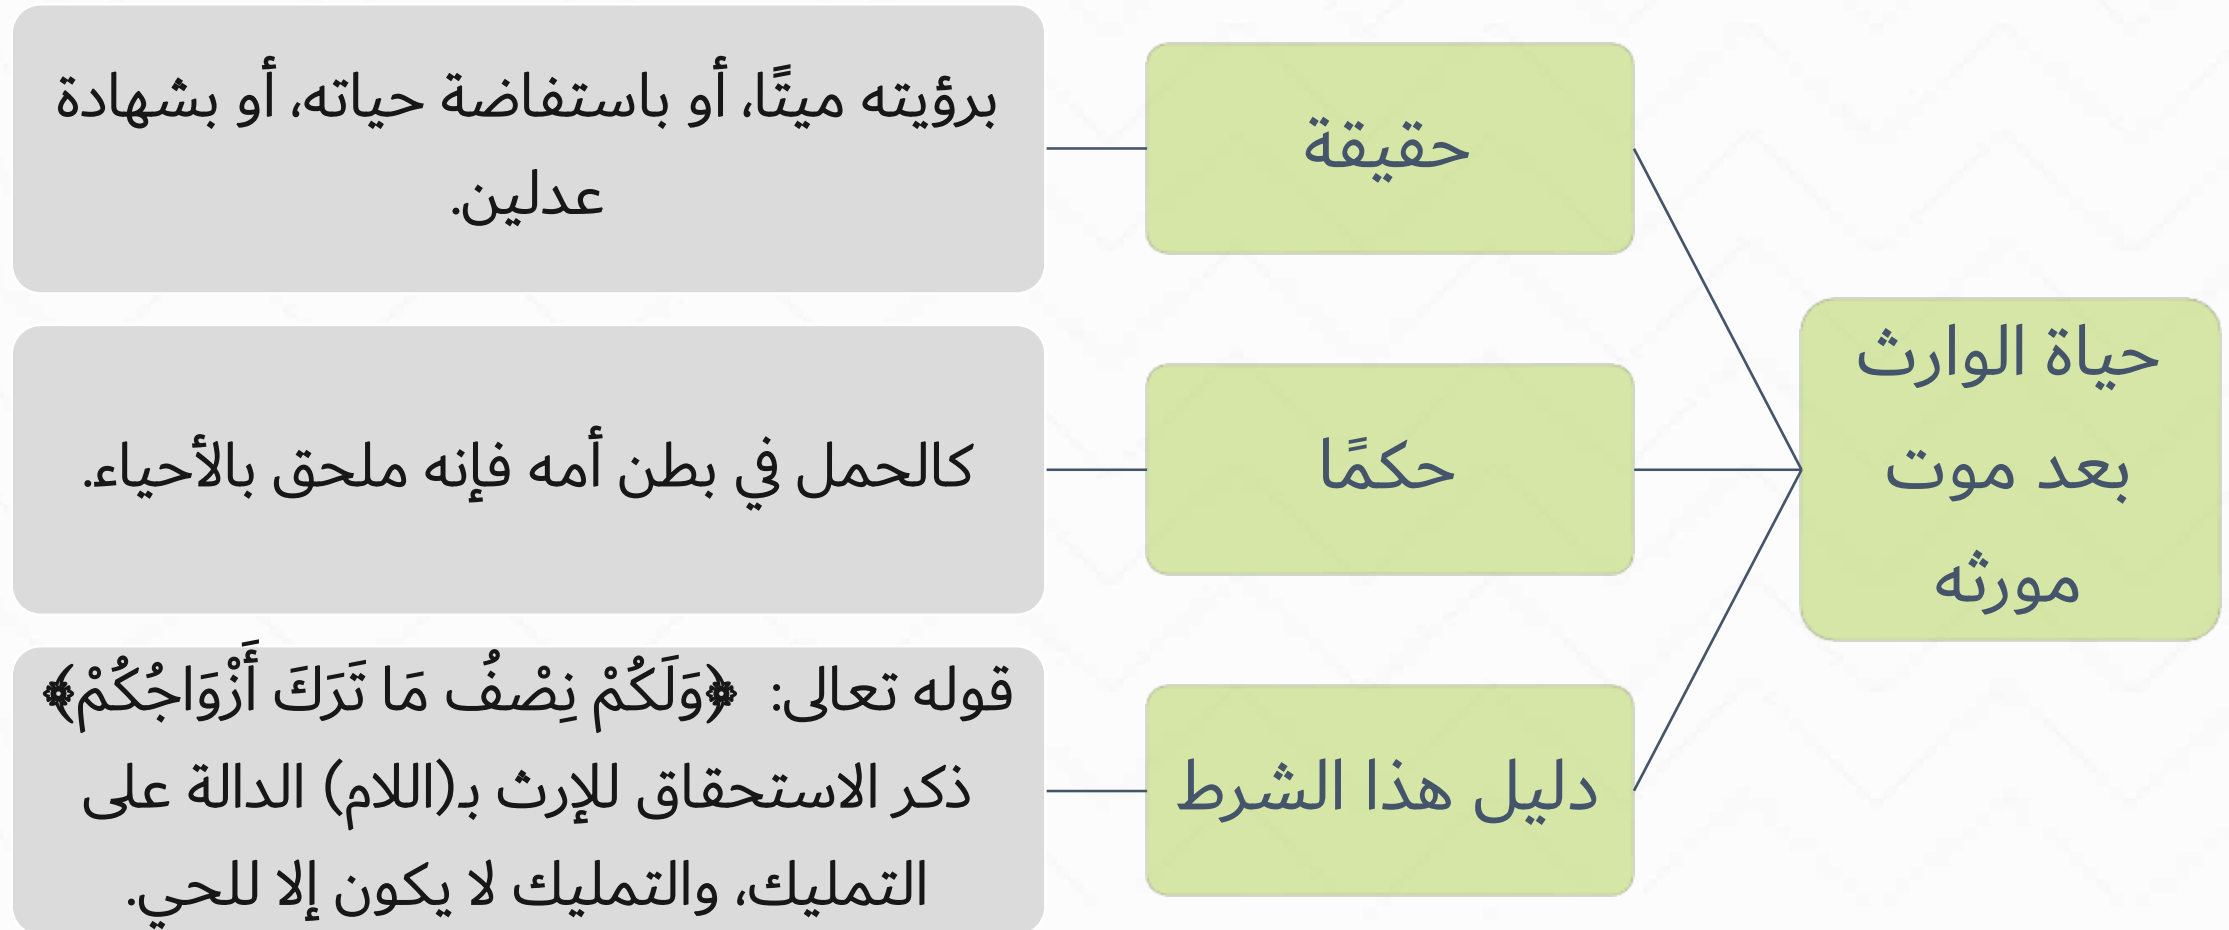 حياة الوارث
بعد موت
مورثه
حقيقة
برؤيته ميتًا، أو باستفاضة حياته، أو بشهادة
عدلين.
حكمًا
كالحمل في بطن أمه فإنه ملحق بالأحياء.
دليل هذا الشرط
قوله تعالى: ﴿وَلَكُمْ نِصْفُ مَا تَرَكَ أَزْوَاجُكُمْ﴾
ذكر الاستحقاق للإرث بـ(اللام) الدالة على
التمليك، والتمليك لا يكون إلا للحي.